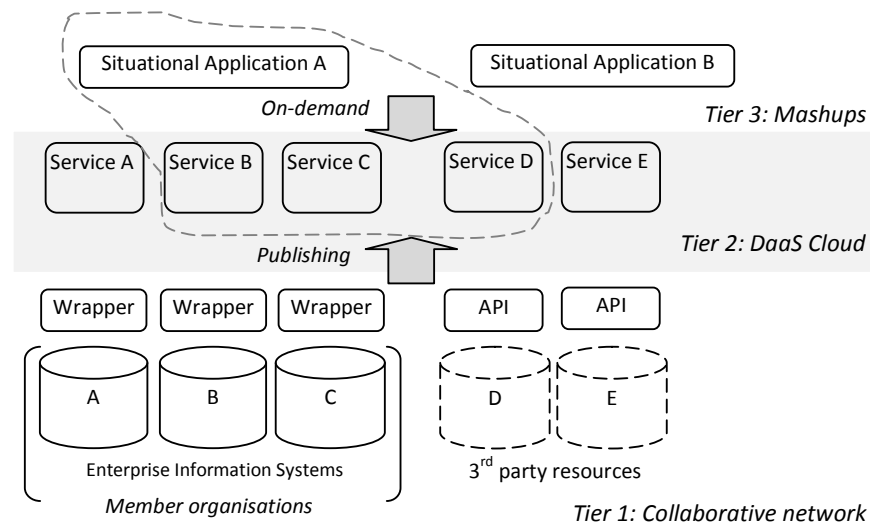 Situational Application A
Situational Application B
On-demand
Tier 3: Mashups
Service A
Service B
Service C
Service D
Service E
Tier 2: DaaS Cloud
Publishing
Wrapper
Wrapper
Wrapper
API
API
A
B
C
D
E
Enterprise Information Systems
3rd party resources
Member organisations
Tier 1: Collaborative network